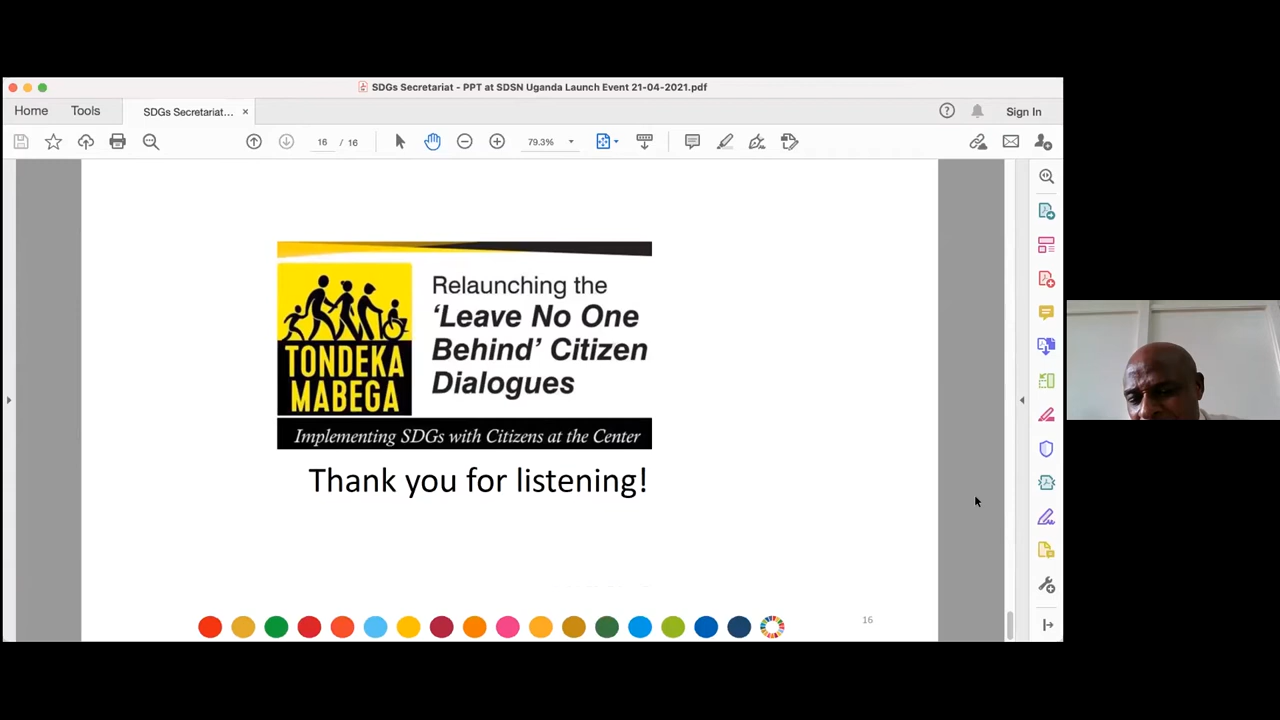 SDGs Secretariat - PPT at SDSN Uganda Launch Event 21-04-2021.pdf
Home
Tools
SDGs Secretariat...
×
Sign In
16 / 16
79.3%
Relaunching the
‘Leave No One
Behind’ Citizen
Dialogues
TONDEKA
MABEGA
Implementing SDGs with Citizens at the Center
Thank you for listening!
16